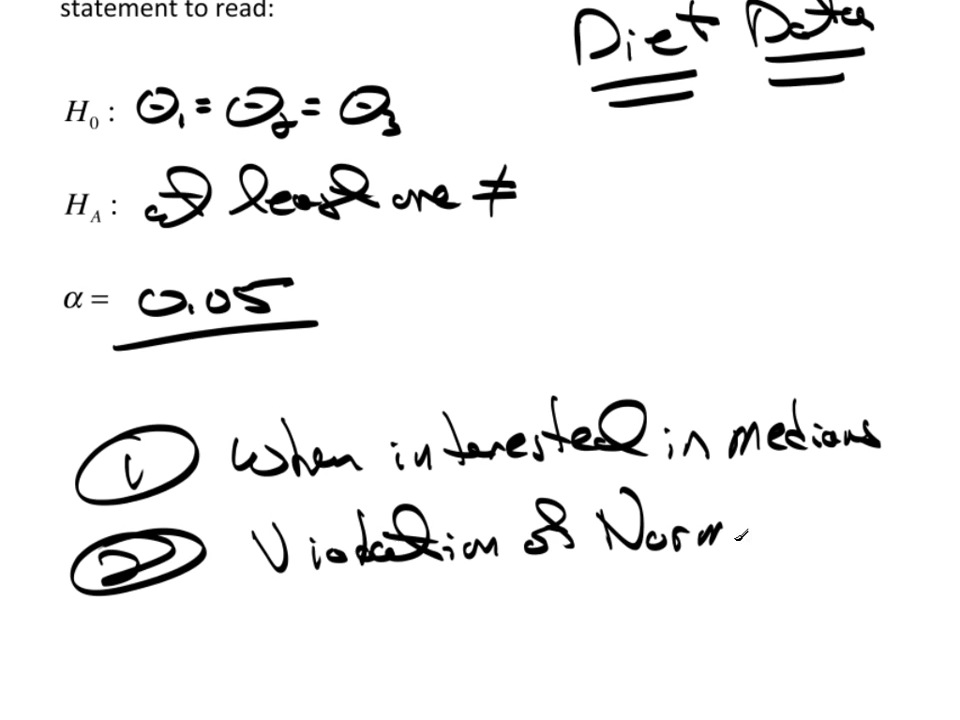 statement to read:
Diet Data
H₀: θ₁ = θ₂ = θ₃
H_A: at least one ≠
α = 0.05
① When interested in medians
② Violation of Norm